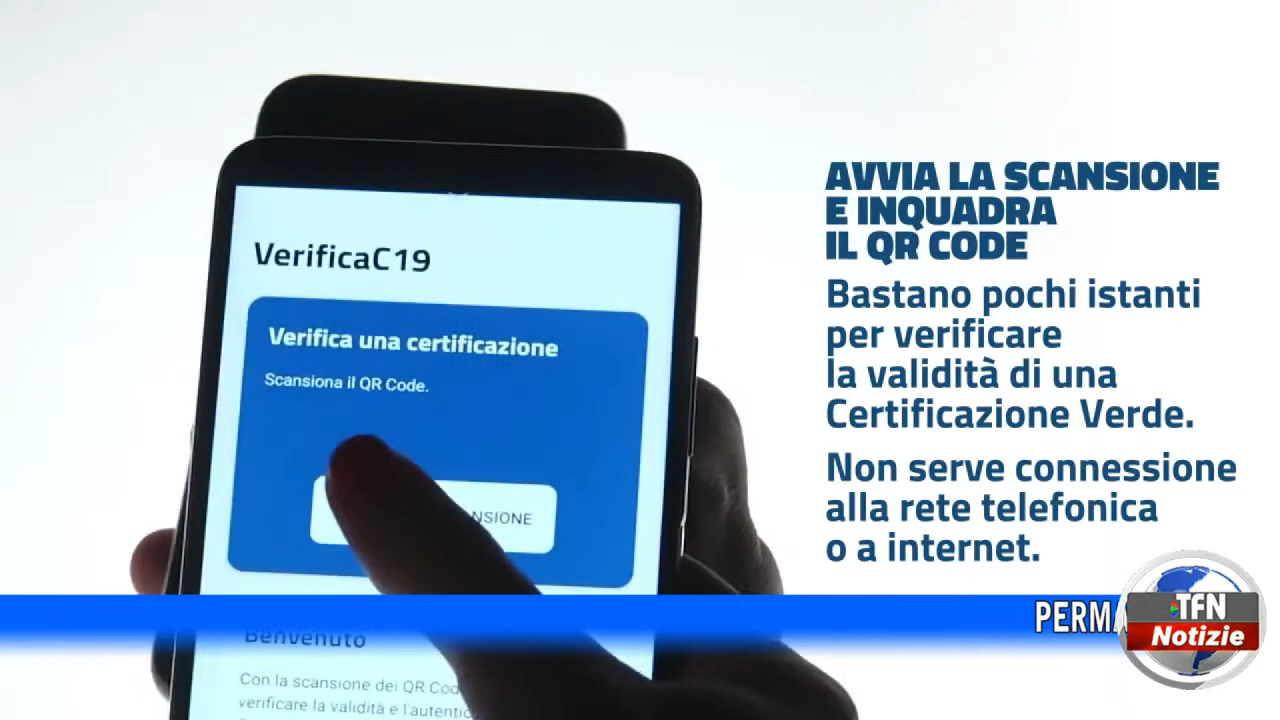 VerificaC19
Verifica una certificazione
Scansiona il QR Code.
NSIONE
Benvenuto
Con la scansione dei QR Cod
verificare la validità e l'autentic
AVVIA LA SCANSIONE
E INQUADRA
IL QR CODE
Bastano pochi istanti
per verificare
la validità di una
Certificazione Verde.
Non serve connessione
alla rete telefonica
o a internet.
PERMA
TFN
Notizie